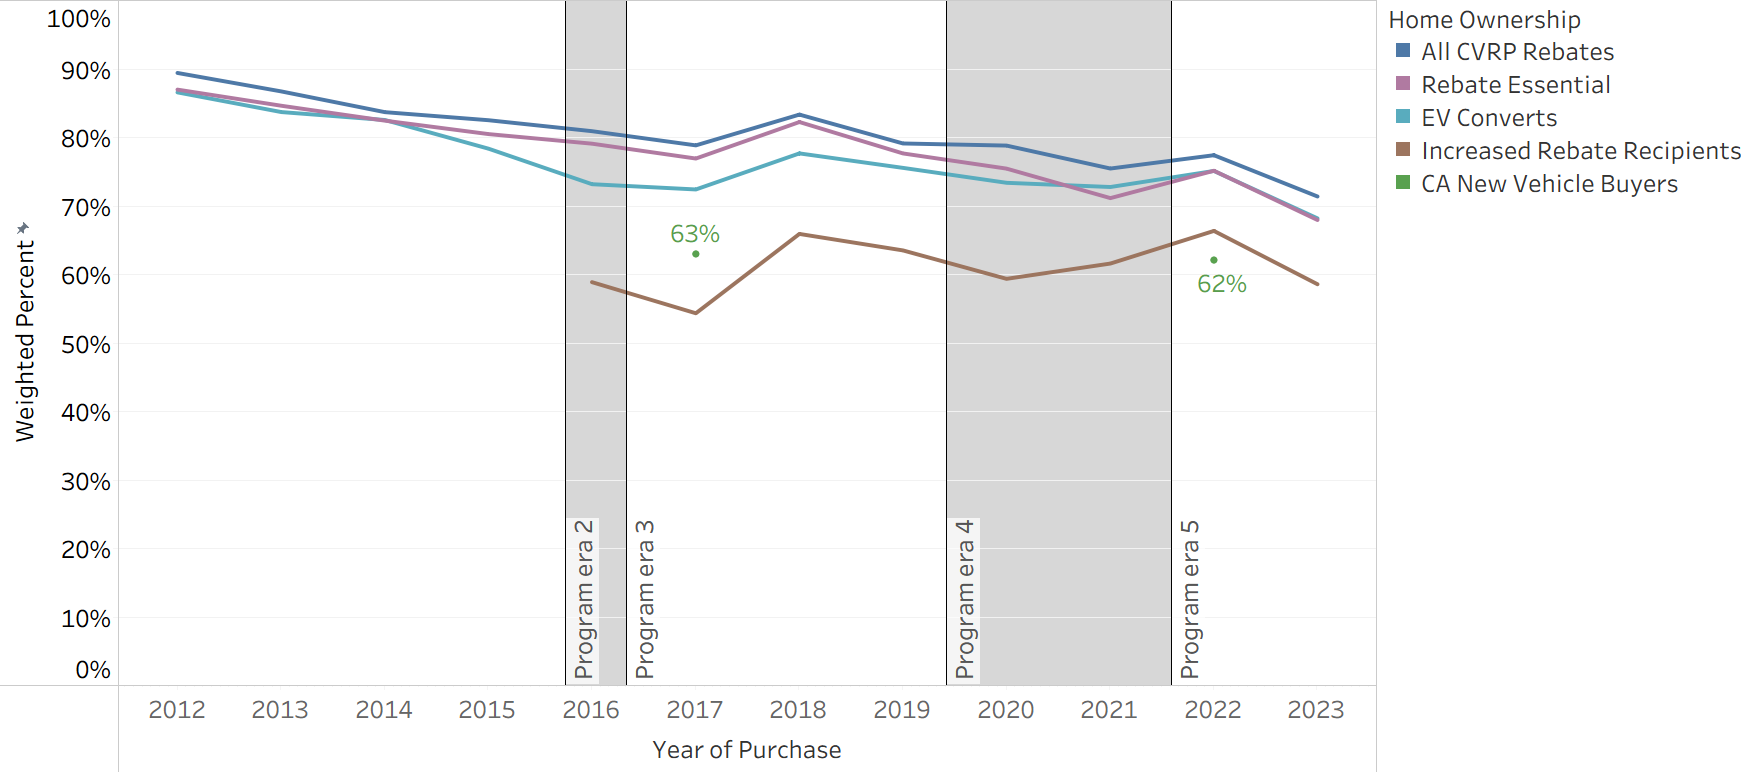 100%
90%
80%
70%
60%
50%
40%
30%
20%
10%
0%
Weighted Percent
63%
62%
Program era 2
Program era 3
Program era 4
Program era 5
2012 2013 2014 2015 2016 2017 2018 2019 2020 2021 2022 2023
Year of Purchase
Home Ownership
All CVRP Rebates
Rebate Essential
EV Converts
Increased Rebate Recipients
CA New Vehicle Buyers